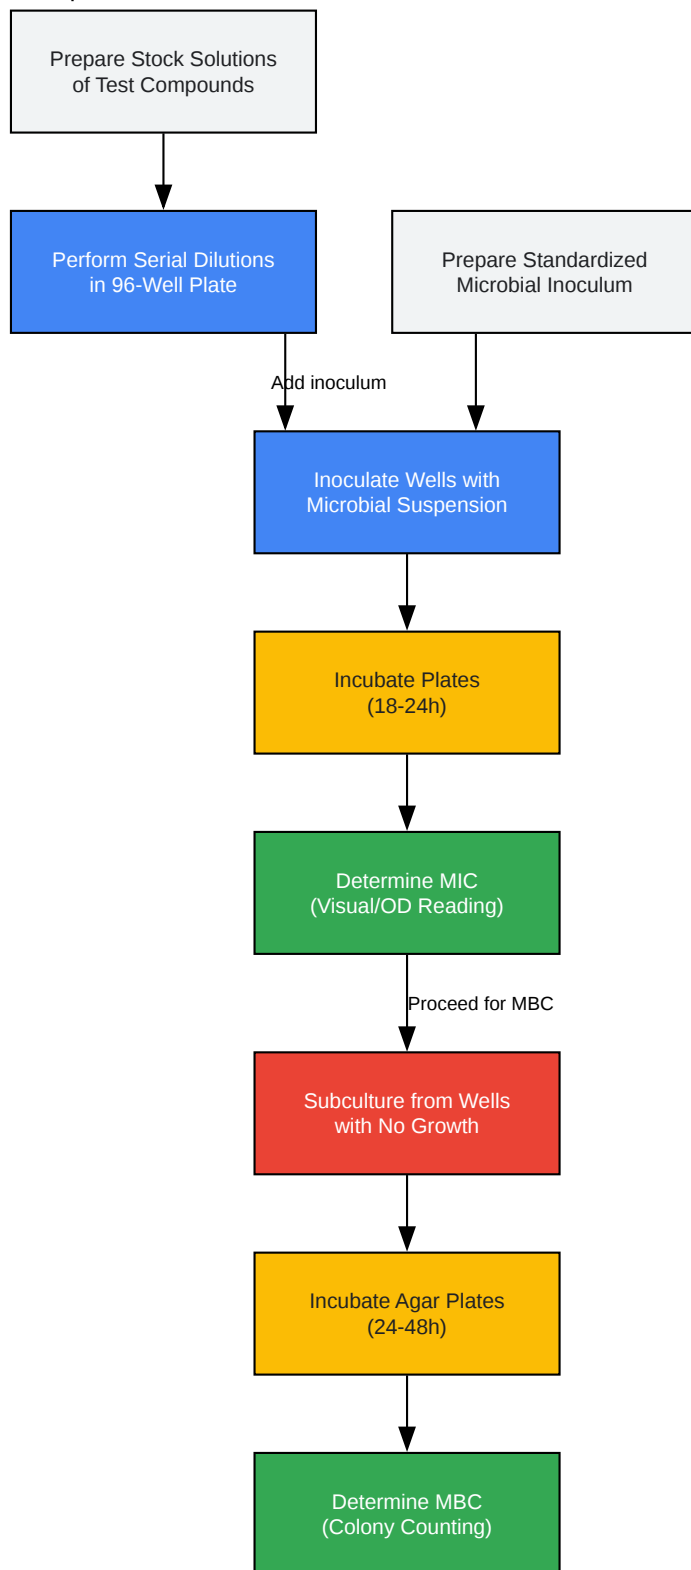 Prepare Stock Solutions
of Test Compounds
Perform Serial Dilutions
in 96-Well Plate
Prepare Standardized
Microbial Inoculum
Add inoculum
Inoculate Wells with
Microbial Suspension
Incubate Plates
(18-24h)
Determine MIC
(Visual/OD Reading)
Proceed for MBC
Subculture from Wells
with No Growth
Incubate Agar Plates
(24-48h)
Determine MBC
(Colony Counting)